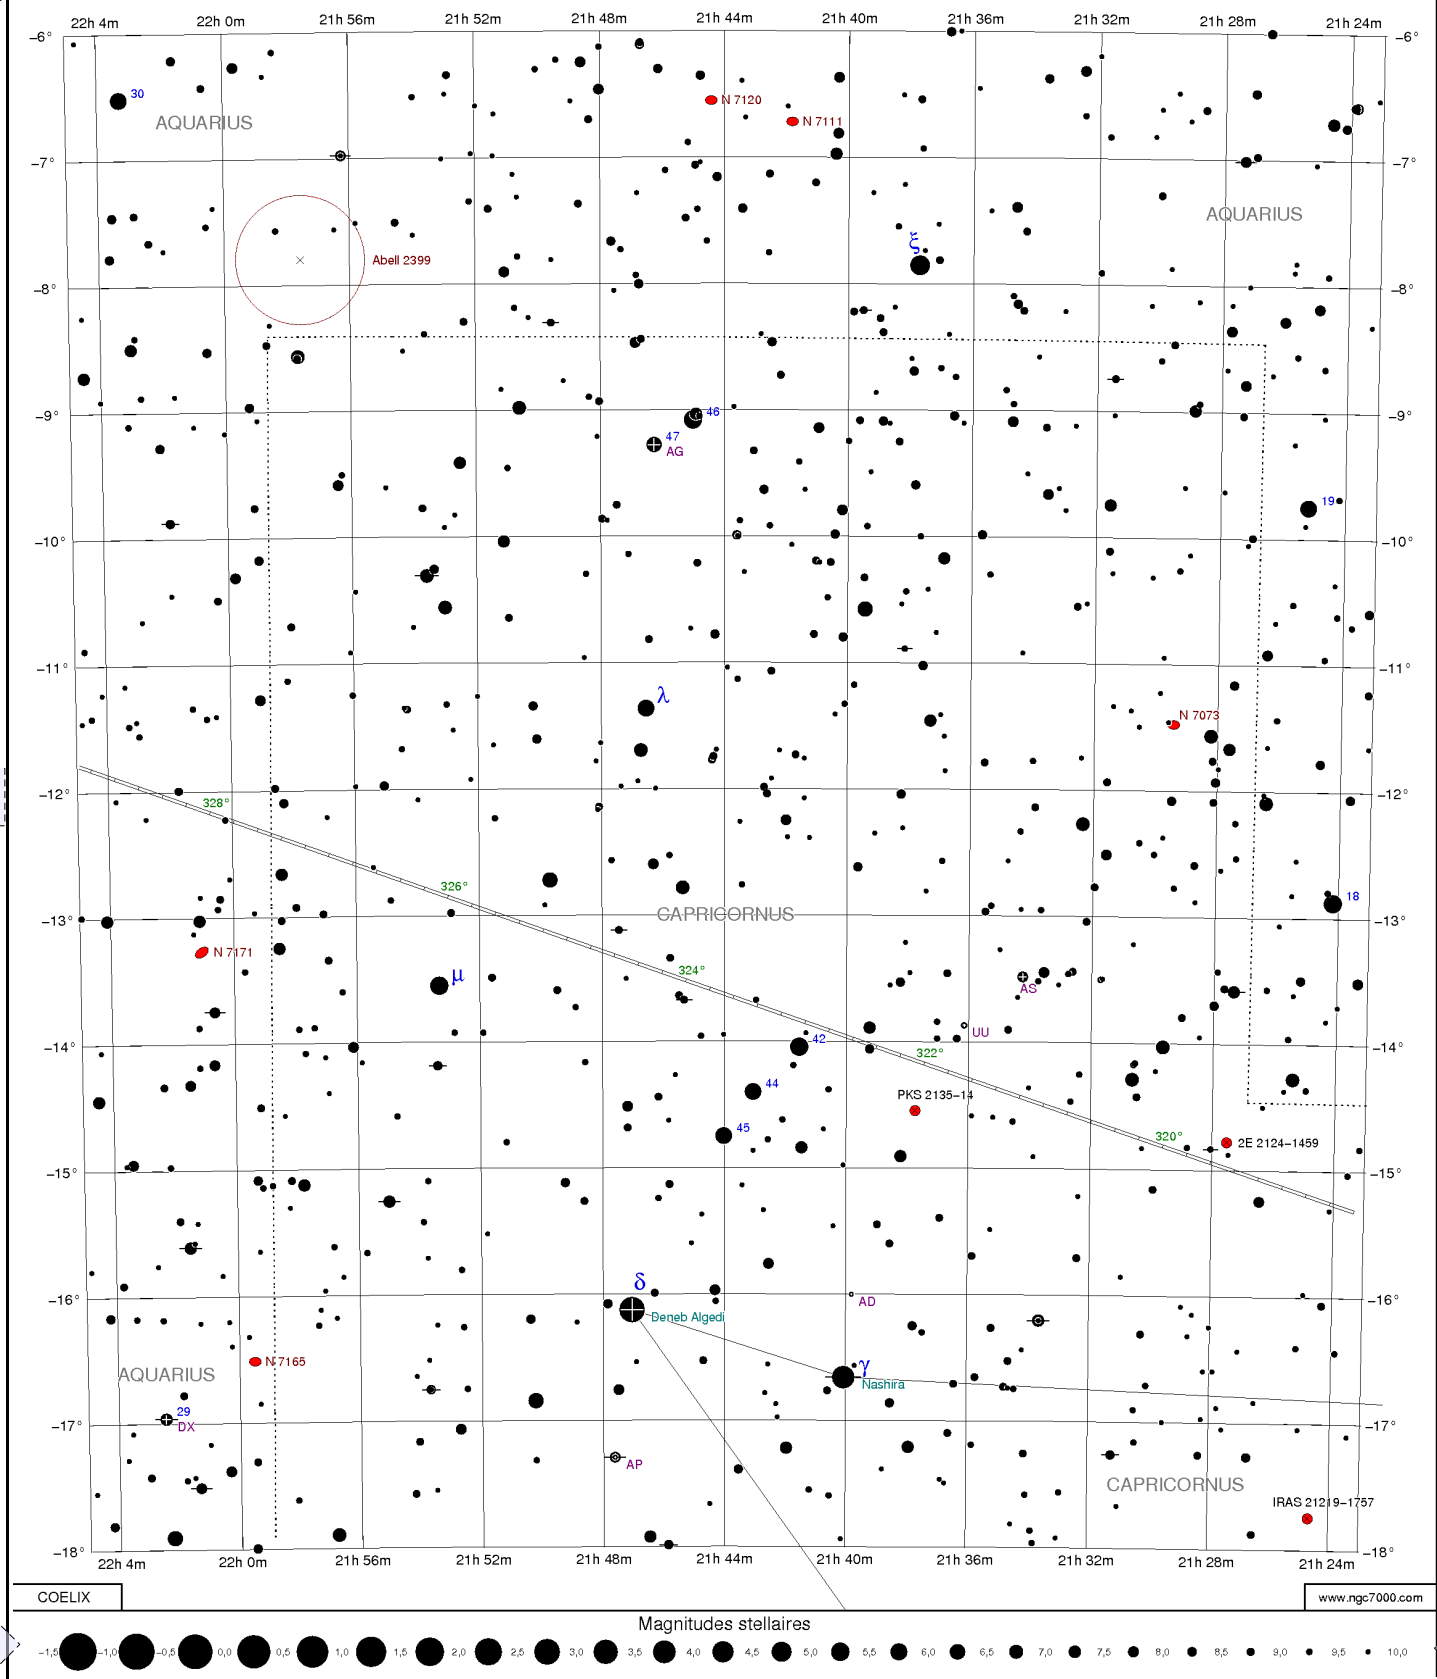 22h 4m 22h 0m 21h 56m 21h 52m 21h 48m 21h 44m 21h 40m 21h 36m 21h 32m 21h 28m 21h 24m
−6° −6°
30 N 7120
AQUARIUS N 7111
−7° −7°
AQUARIUS
ξ
Abell 2399
−8° −8°
−9° 46 −9°
47
AG
19
−10° −10°
−11° −11°
λ
N 7073
−12° 328° −12°
326°
18
−13° CAPRICORNUS −13°
N 7171
324°
μ AS
UU
42
−14° 322° −14°
44
PKS 2135−14
45
320° 2E 2124−1459
−15° −15°
δ
−16° AD −16°
Deneb Algedi
N 7165 γ
AQUARIUS Nashira
29
−17° DX −17°
AP
CAPRICORNUS
IRAS 21219−1757
−18° −18°
22h 4m 22h 0m 21h 56m 21h 52m 21h 48m 21h 44m 21h 40m 21h 36m 21h 32m 21h 28m 21h 24m
COELIX www.ngc7000.com
Magnitudes stellaires
−1,5 −1,0 −0,5 0,0 0,5 1,0 1,5 2,0 2,5 3,0 3,5 4,0 4,5 5,0 5,5 6,0 6,5 7,0 7,5 8,0 8,5 9,0 9,5 10,0